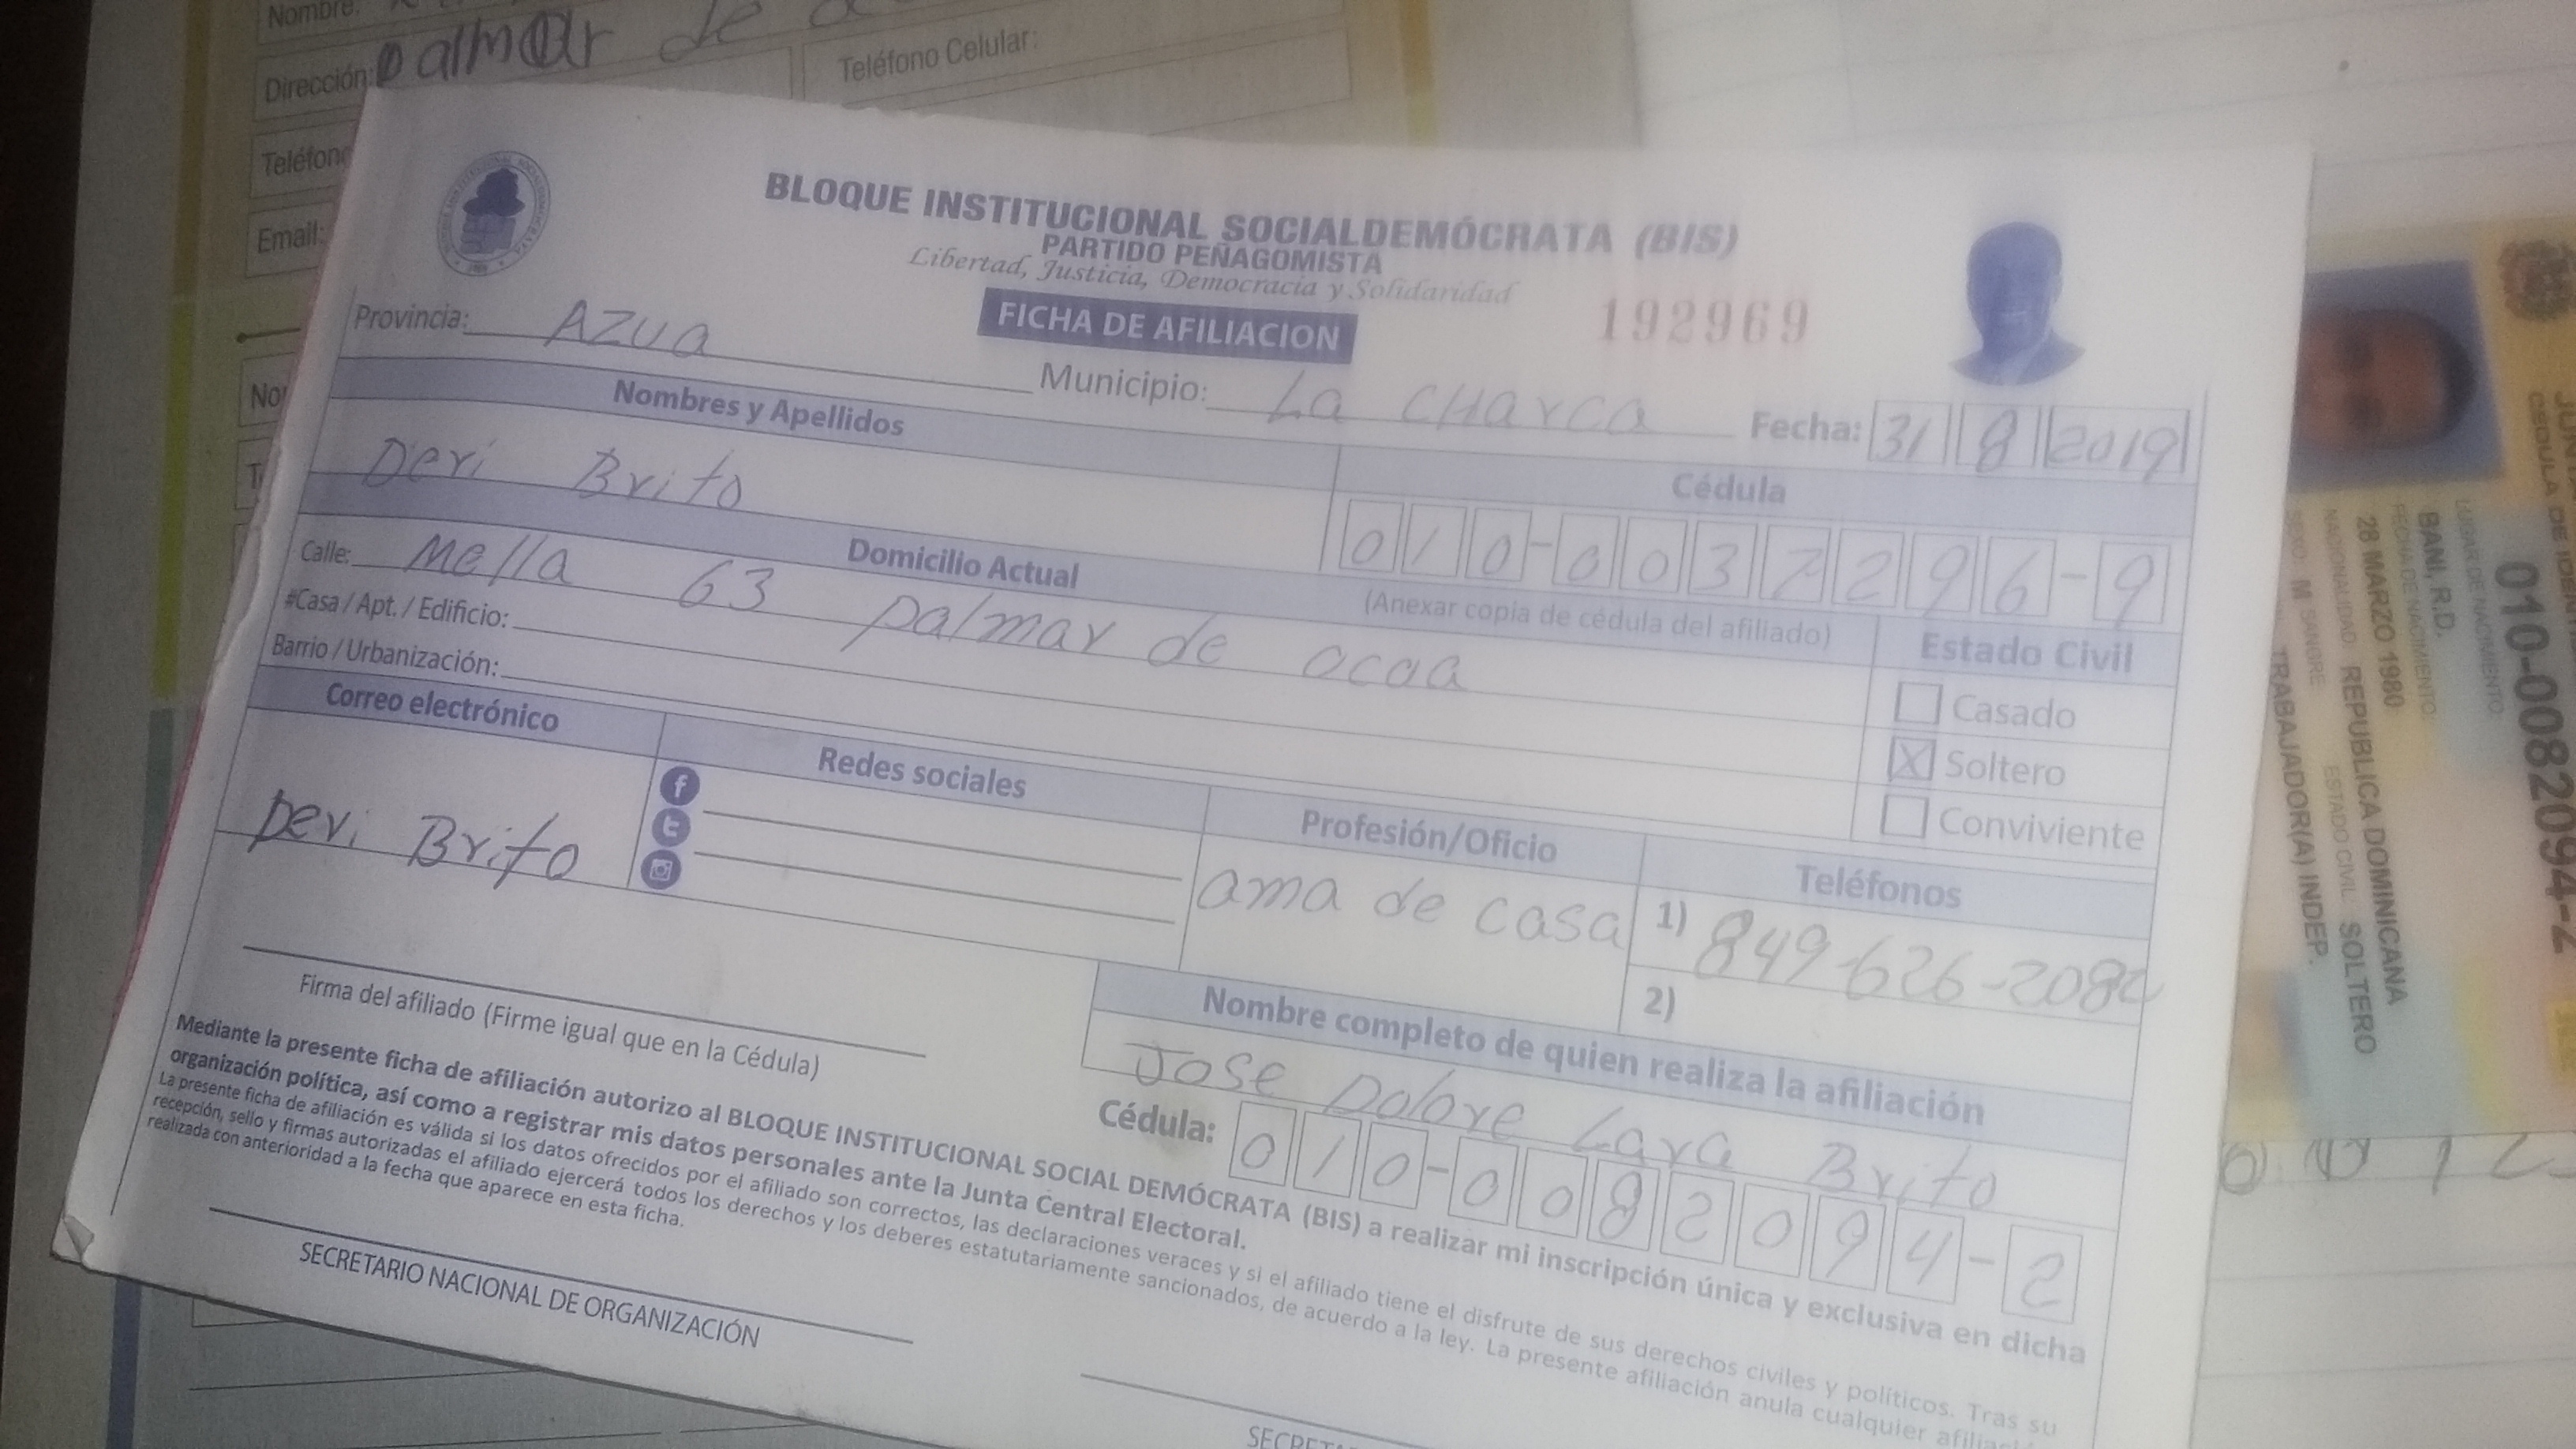 Nombre:
Dirección: palmar de
Teléfono Celular:
Email:
BLOQUE INSTITUCIONAL SOCIALDEMÓCRATA (BIS)
PARTIDO PEÑAGOMISTA
Libertad, Justicia, Democracia y Solidaridad
FICHA DE AFILIACION
192969
Provincia: AZUA
Municipio: La CHArca
Fecha: 31 8 2019
Nombres y Apellidos
Deri Brito
Cédula
010-0037296-9
(Anexar copia de cédula del afiliado)
Domicilio Actual
Calle: Mella 63 palmar de ocoa
#Casa / Apt. / Edificio:
Barrio / Urbanización:
Estado Civil
Casado
X Soltero
Conviviente
Correo electrónico
Deri Brito
Redes sociales
Profesión/Oficio
ama de casa
Teléfonos
1) 849-626-208
2)
Firma del afiliado (Firme igual que en la Cédula)
Nombre completo de quien realiza la afiliación
Jose Dolore Lara Brito
Cédula: 010-0082094-2
Mediante la presente ficha de afiliación autorizo al BLOQUE INSTITUCIONAL SOCIAL DEMÓCRATA (BIS) a realizar mi inscripción única y exclusiva en dicha
organización política, así como a registrar mis datos personales ante la Junta Central Electoral.
La presente ficha de afiliación es válida si los datos ofrecidos por el afiliado son correctos, las declaraciones veraces y si el afiliado tiene el disfrute de sus derechos civiles y políticos. Tras su
recepción, sello y firmas autorizadas el afiliado ejercerá todos los derechos y los deberes estatutariamente sancionados, de acuerdo a la ley. La presente afiliación anula cualquier
realizada con anterioridad a la fecha que aparece en esta ficha.
SECRETARIO NACIONAL DE ORGANIZACIÓN
010-0082094-2
LUGAR DE NACIMIENTO:
BANI, R.D.
FECHA DE NACIMIENTO:
28 MARZO 1980
NACIONALIDAD: REPUBLICA DOMINICANA
SEXO: M SANGRE: ESTADO CIVIL: SOLTERO
TRABAJADOR(A) INDEP.